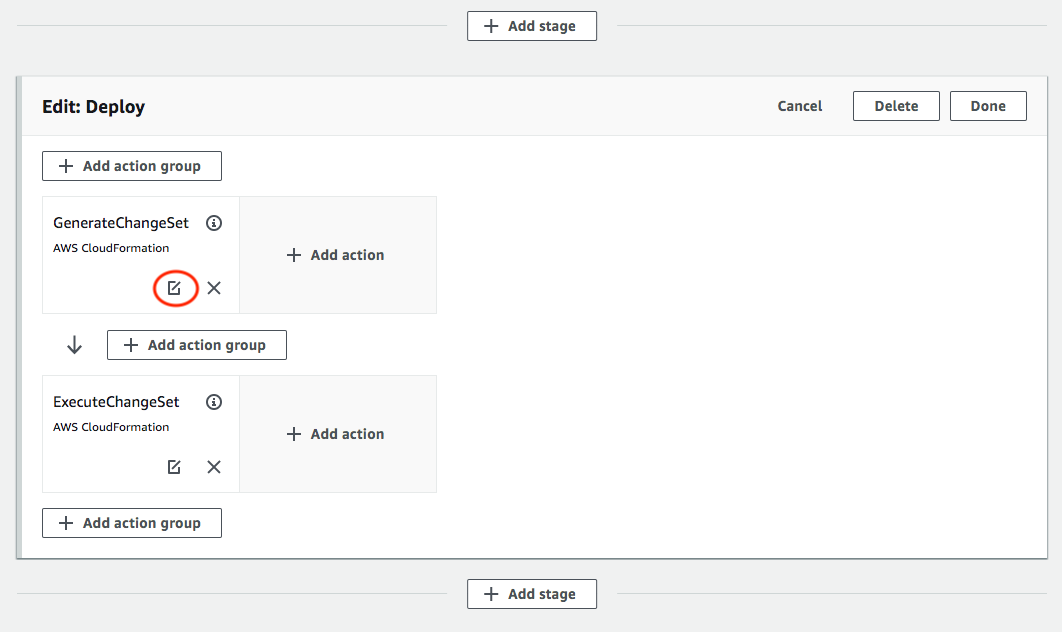 Add stage
Edit: Deploy
Cancel
Delete
Done
Add action group
GenerateChangeSet
AWS CloudFormation
Add action
Add action group
ExecuteChangeSet
AWS CloudFormation
Add action
Add action group
Add stage